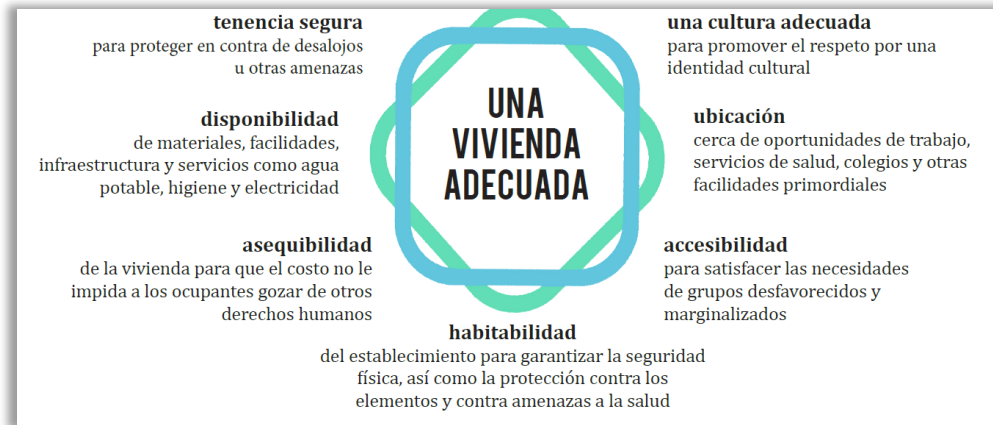 tenencia segura
para proteger en contra de desalojos
u otras amenazas
disponibilidad
de materiales, facilidades,
infraestructura y servicios como agua
potable, higiene y electricidad
asequibilidad
de la vivienda para que el costo no le
impida a los ocupantes gozar de otros
derechos humanos
UNA
VIVIENDA
ADECUADA
una cultura adecuada
para promover el respeto por una
identidad cultural
ubicación
cerca de oportunidades de trabajo,
servicios de salud, colegios y otras
facilidades primordiales
accesibilidad
para satisfacer las necesidades
de grupos desfavorecidos y
marginalizados
habitabilidad
del establecimiento para garantizar la seguridad
física, así como la protección contra los
elementos y contra amenazas a la salud